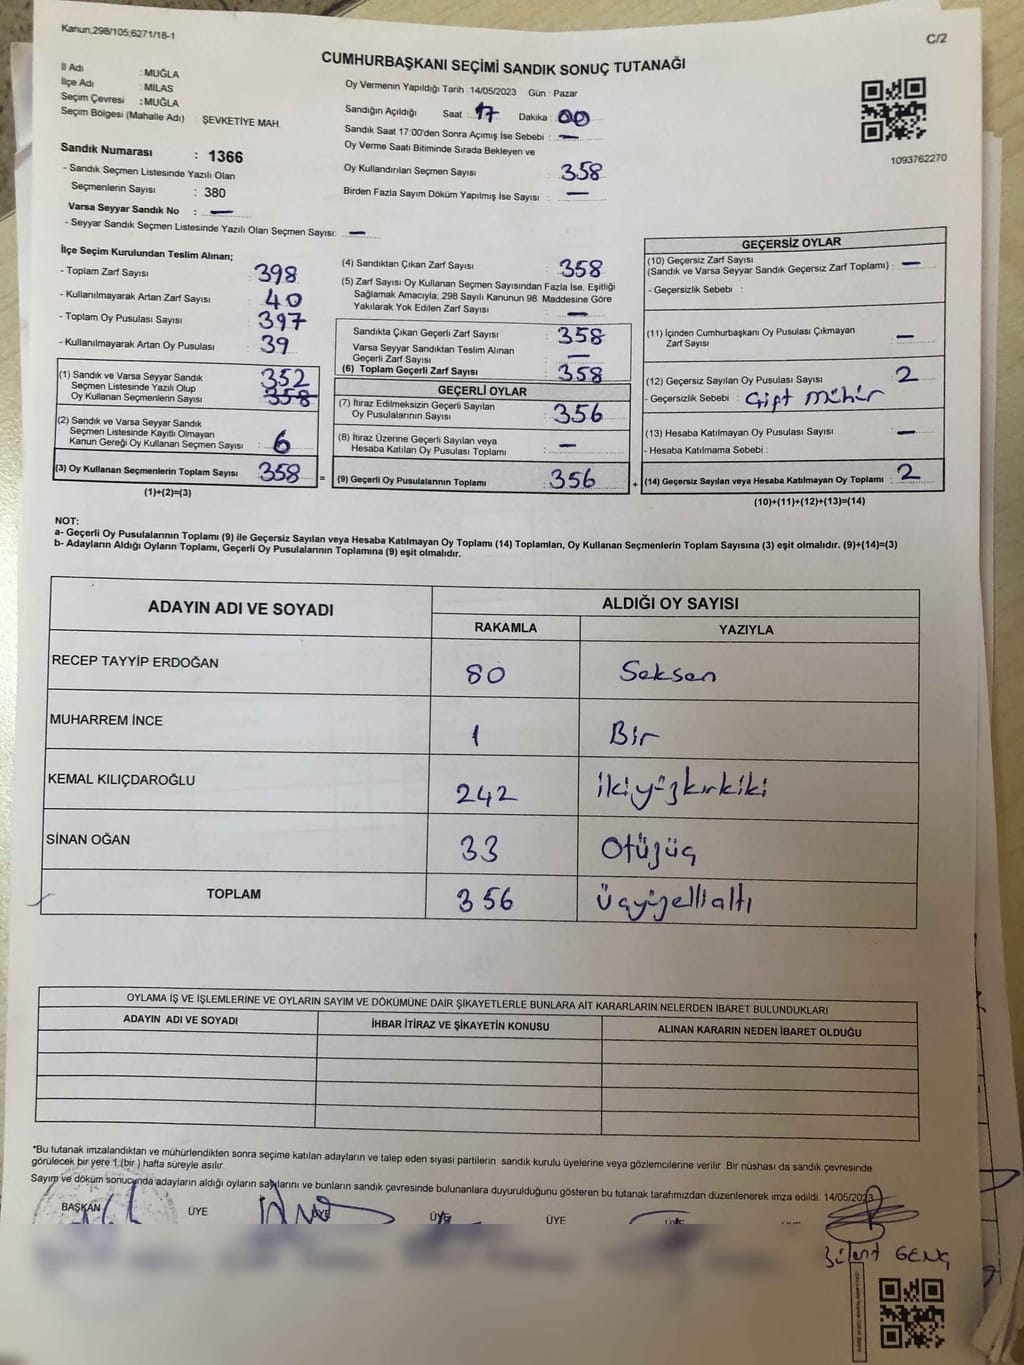 Kanun,298/105;6271/18-1
C/2
CUMHURBAŞKANI SEÇİMİ SANDIK SONUÇ TUTANAĞI
İl Adı : MUĞLA
İlçe Adı : MİLAS
Seçim Çevresi : MUĞLA
Seçim Bölgesi (Mahalle Adı) : ŞEVKETİYE MAH.
Oy Vermenin Yapıldığı Tarih : 14/05/2023 Gün : Pazar
Sandığın Açıldığı Saat 17 Dakika : 00
Sandık Saat 17:00'den Sonra Açımış İse Sebebi : —
Oy Verme Saati Bitiminde Sırada Bekleyen ve
Oy Kullandırılan Seçmen Sayısı : 358
Birden Fazla Sayım Döküm Yapılmış İse Sayısı : —
1093762270
Sandık Numarası : 1366
- Sandık Seçmen Listesinde Yazılı Olan
Seçmenlerin Sayısı : 380
Varsa Seyyar Sandık No : —
- Seyyar Sandık Seçmen Listesinde Yazılı Olan Seçmen Sayısı: —
İlçe Seçim Kurulundan Teslim Alınan;
- Toplam Zarf Sayısı : 398
- Kullanılmayarak Artan Zarf Sayısı : 40
- Toplam Oy Pusulası Sayısı : 397
- Kullanılmayarak Artan Oy Pusulası : 39
(1) Sandık ve Varsa Seyyar Sandık
Seçmen Listesinde Yazılı Olup
Oy Kullanan Seçmenlerin Sayısı : 352 358
(2) Sandık ve Varsa Seyyar Sandık
Seçmen Listesinde Kayıtlı Olmayan
Kanun Gereği Oy Kullanan Seçmen Sayısı : 6
(3) Oy Kullanan Seçmenlerin Toplam Sayısı : 358 =
(1)+(2)=(3)
(4) Sandıktan Çıkan Zarf Sayısı : 358
(5) Zarf Sayısı Oy Kullanan Seçmen Sayısından Fazla İse, Eşitliği
Sağlamak Amacıyla, 298 Sayılı Kanunun 98. Maddesine Göre
Yakılarak Yok Edilen Zarf Sayısı : —
Sandıkta Çıkan Geçerli Zarf Sayısı : 358
Varsa Seyyar Sandıktan Teslim Alınan
Geçerli Zarf Sayısı : —
(6) Toplam Geçerli Zarf Sayısı : 358
GEÇERLİ OYLAR
(7) İtiraz Edilmeksizin Geçerli Sayılan
Oy Pusulalarının Sayısı : 356
(8) İtiraz Üzerine Geçerli Sayılan veya
Hesaba Katılan Oy Pusulası Toplamı : —
(9) Geçerli Oy Pusulalarının Toplamı : 356 +
GEÇERSİZ OYLAR
(10) Geçersiz Zarf Sayısı
(Sandık ve Varsa Seyyar Sandık Geçersiz Zarf Toplamı) : —
- Geçersizlik Sebebi :
(11) İçinden Cumhurbaşkanı Oy Pusulası Çıkmayan
Zarf Sayısı : —
(12) Geçersiz Sayılan Oy Pusulası Sayısı : 2
- Geçersizlik Sebebi : Çift mühür
(13) Hesaba Katılmayan Oy Pusulası Sayısı : —
- Hesaba Katılmama Sebebi :
(14) Geçersiz Sayılan veya Hesaba Katılmayan Oy Toplamı : 2
(10)+(11)+(12)+(13)=(14)
NOT:
a- Geçerli Oy Pusulalarının Toplamı (9) ile Geçersiz Sayılan veya Hesaba Katılmayan Oy Toplamı (14) Toplamları, Oy Kullanan Seçmenlerin Toplam Sayısına (3) eşit olmalıdır. (9)+(14)=(3)
b- Adayların Aldığı Oyların Toplamı, Geçerli Oy Pusulalarının Toplamına (9) eşit olmalıdır.
ADAYIN ADI VE SOYADI
ALDIĞI OY SAYISI
RAKAMLA YAZIYLA
RECEP TAYYİP ERDOĞAN 80 Seksen
MUHARREM İNCE 1 Bir
KEMAL KILIÇDAROĞLU 242 ikiyüzkırkiki
SİNAN OĞAN 33 Otüzüç
TOPLAM 356 Üçyüzellialtı
OYLAMA İŞ VE İŞLEMLERİNE VE OYLARIN SAYIM VE DÖKÜMÜNE DAİR ŞİKAYETLERLE BUNLARA AİT KARARLARIN NELERDEN İBARET BULUNDUKLARI
ADAYIN ADI VE SOYADI İHBAR İTİRAZ VE ŞİKAYETİN KONUSU ALINAN KARARIN NEDEN İBARET OLDUĞU
*Bu tutanak imzalandıktan ve mühürlendikten sonra seçime katılan adayların ve talep eden siyasi partilerin sandık kurulu üyelerine veya gözlemcilerine verilir .Bir nüshası da sandık çevresinde
görülecek bir yere 1 (bir ) hafta süreyle asılır.
Sayım ve döküm sonucunda adayların aldığı oyların sayılarını ve bunların sandık çevresinde bulunanlara duyurulduğunu gösteren bu tutanak tarafımızdan düzenlenerek imza edildi. 14/05/2023
BAŞKAN ÜYE ÜYE ÜYE ÜYE ÜYE
Bülent GENÇ